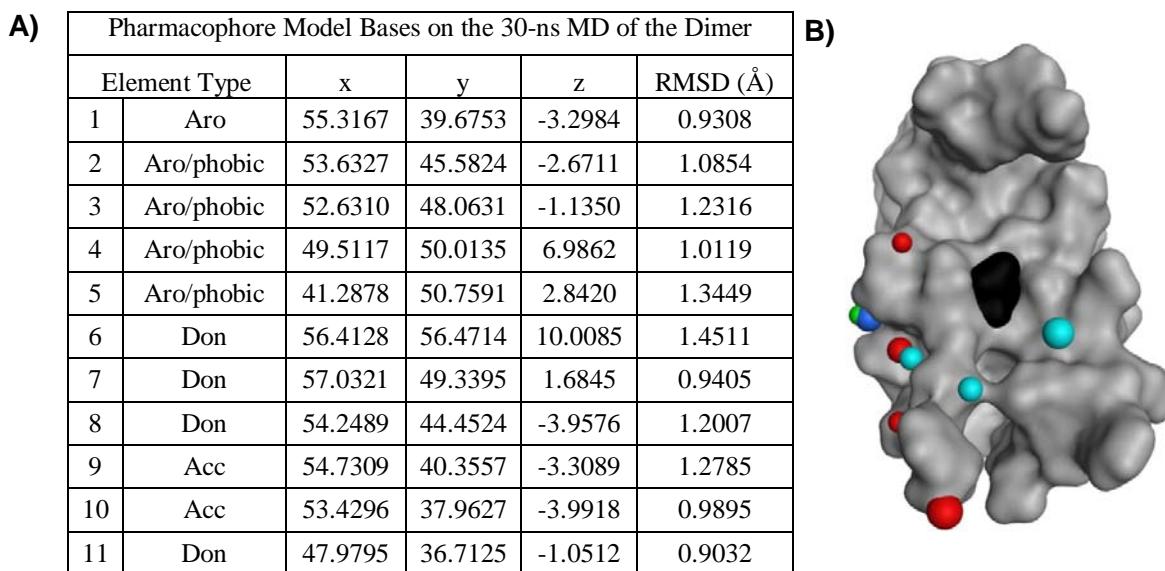 A)
B)
Pharmacophore Model Bases on the 30-ns MD of the Dimer
Element Type x y z RMSD (Å)
1 Aro 55.3167 39.6753 -3.2984 0.9308
2 Aro/phobic 53.6327 45.5824 -2.6711 1.0854
3 Aro/phobic 52.6310 48.0631 -1.1350 1.2316
4 Aro/phobic 49.5117 50.0135 6.9862 1.0119
5 Aro/phobic 41.2878 50.7591 2.8420 1.3449
6 Don 56.4128 56.4714 10.0085 1.4511
7 Don 57.0321 49.3395 1.6845 0.9405
8 Don 54.2489 44.4524 -3.9576 1.2007
9 Acc 54.7309 40.3557 -3.3089 1.2785
10 Acc 53.4296 37.9627 -3.9918 0.9895
11 Don 47.9795 36.7125 -1.0512 0.9032